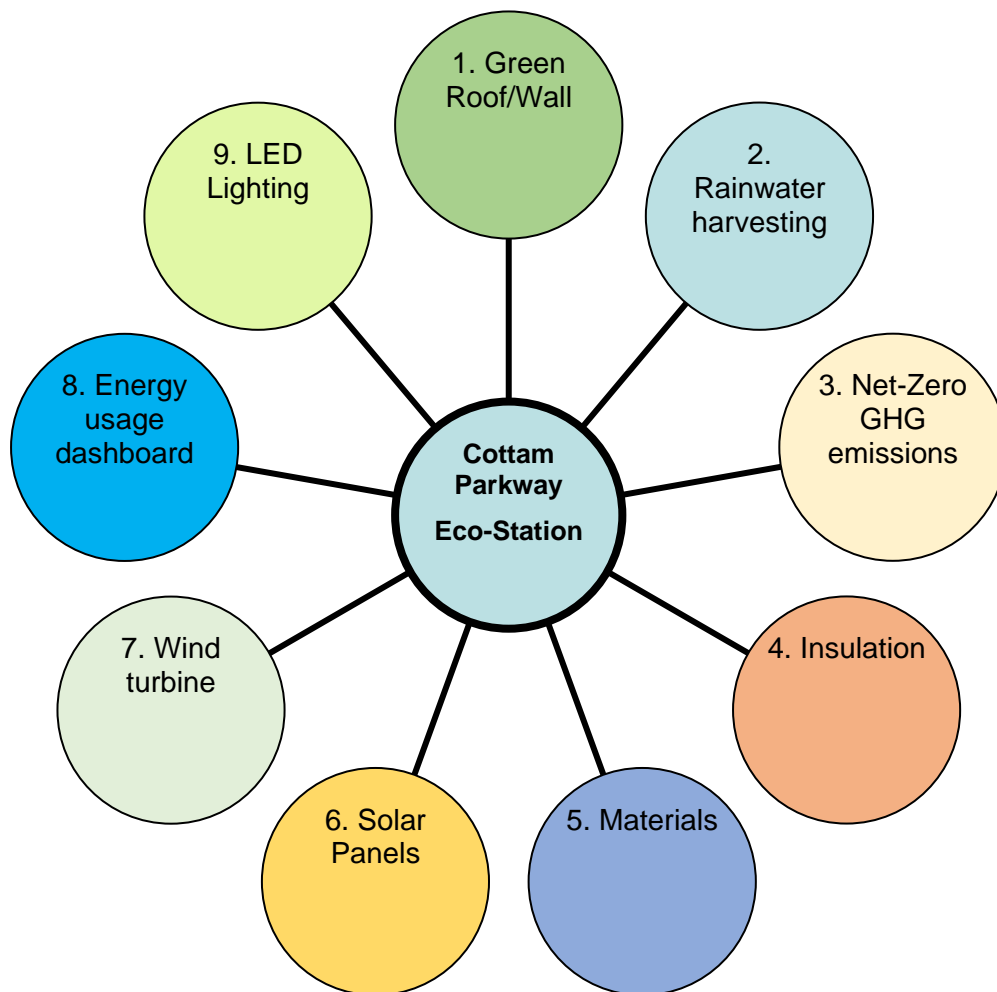 1. Green
Roof/Wall
2.
Rainwater
harvesting
3. Net-Zero
GHG
emissions
4. Insulation
5. Materials
6. Solar
Panels
7. Wind
turbine
8. Energy
usage
dashboard
9. LED
Lighting
Cottam
Parkway
Eco-Station